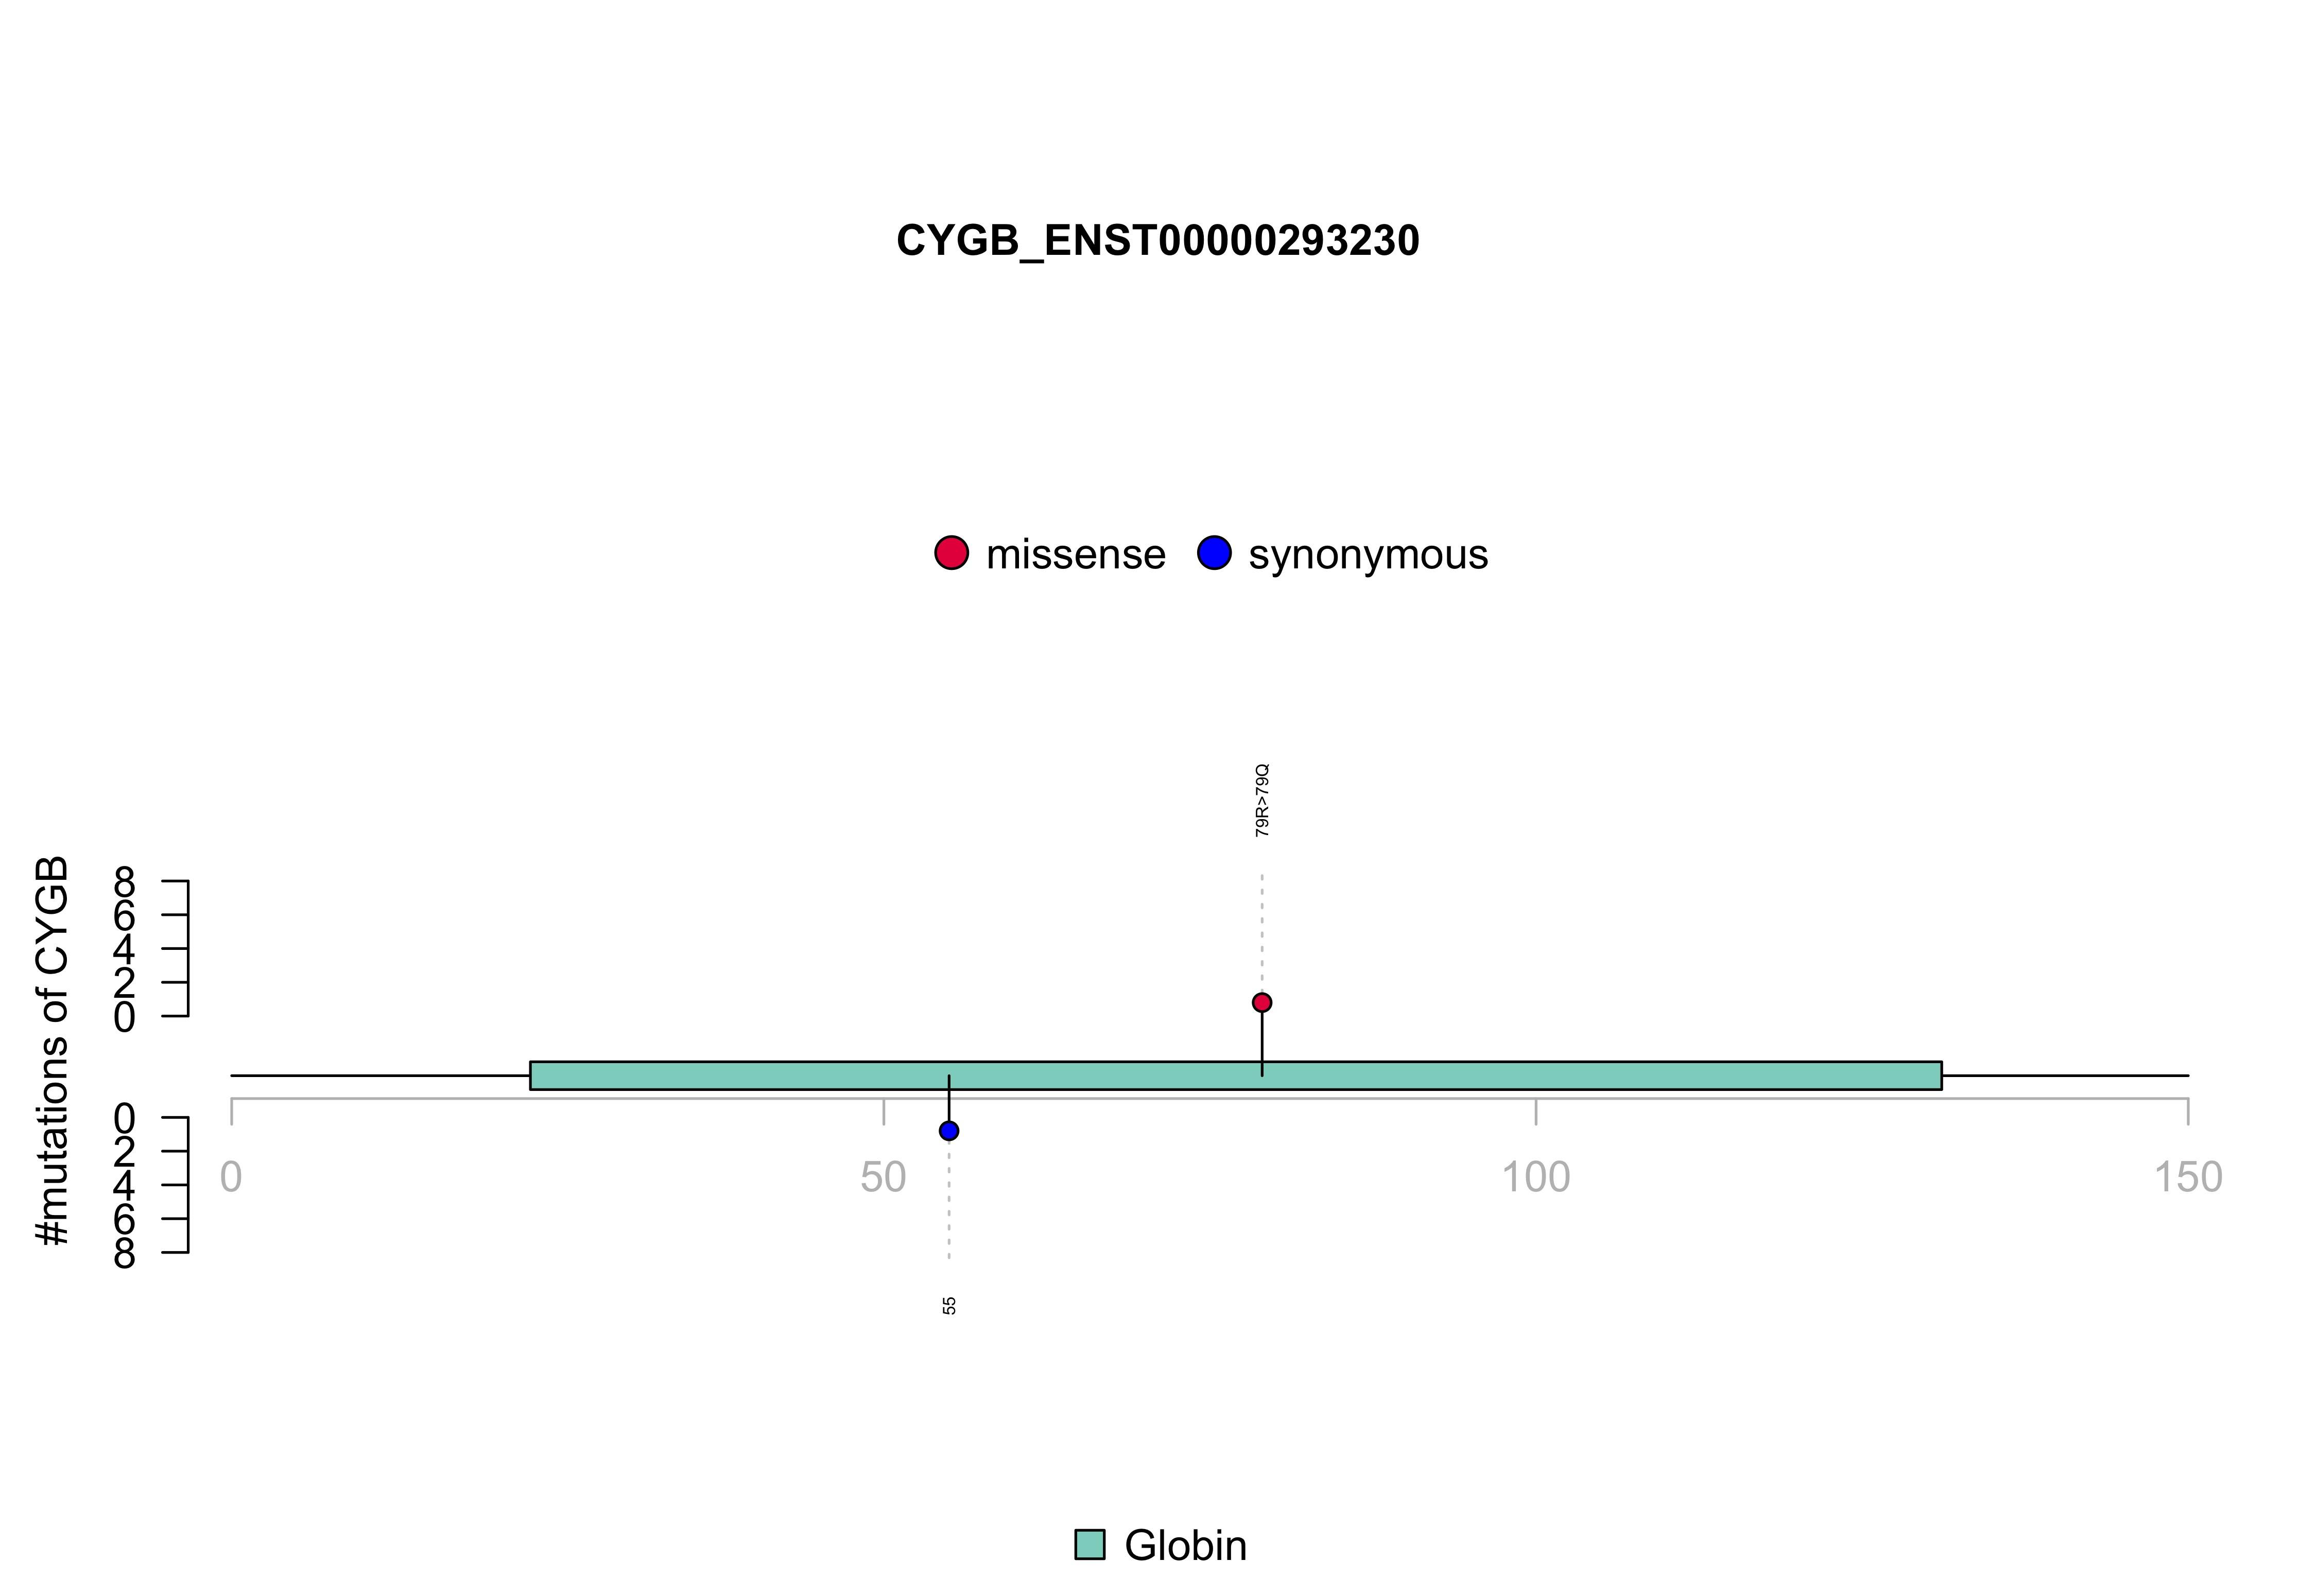 CYGB_ENST00000293230
missense synonymous
79R>79Q
#mutations of CYGB
8
6
4
2
0
0
2
4
6
8
0 50 100 150
55
Globin